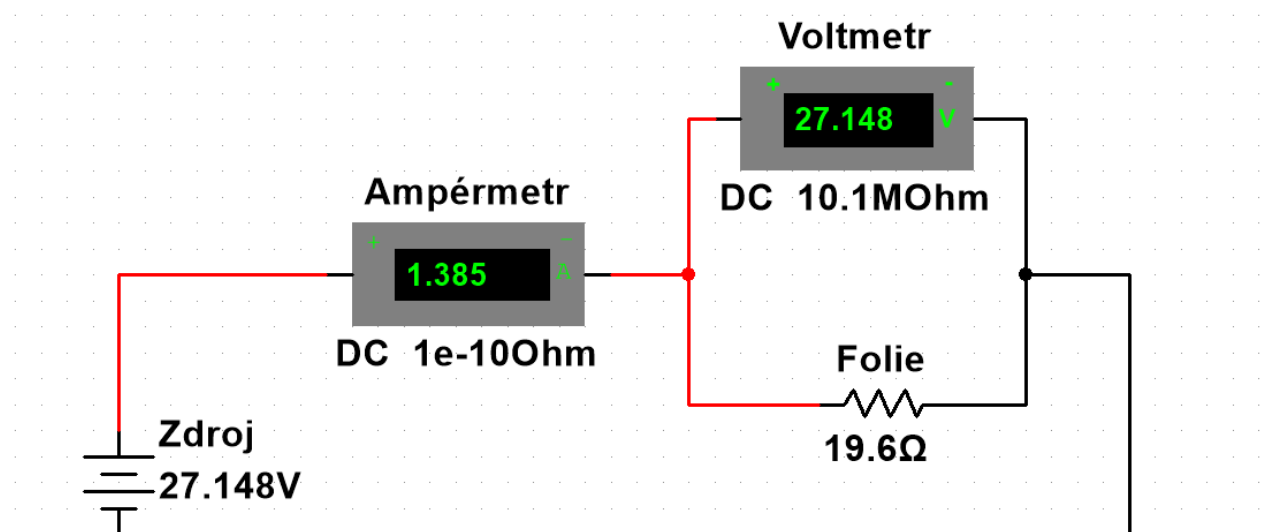 Voltmetr
+ -
27.148 V
DC 10.1MOhm
Ampérmetr
+ -
1.385 A
DC 1e-10Ohm
Folie
19.6Ω
Zdroj
27.148V